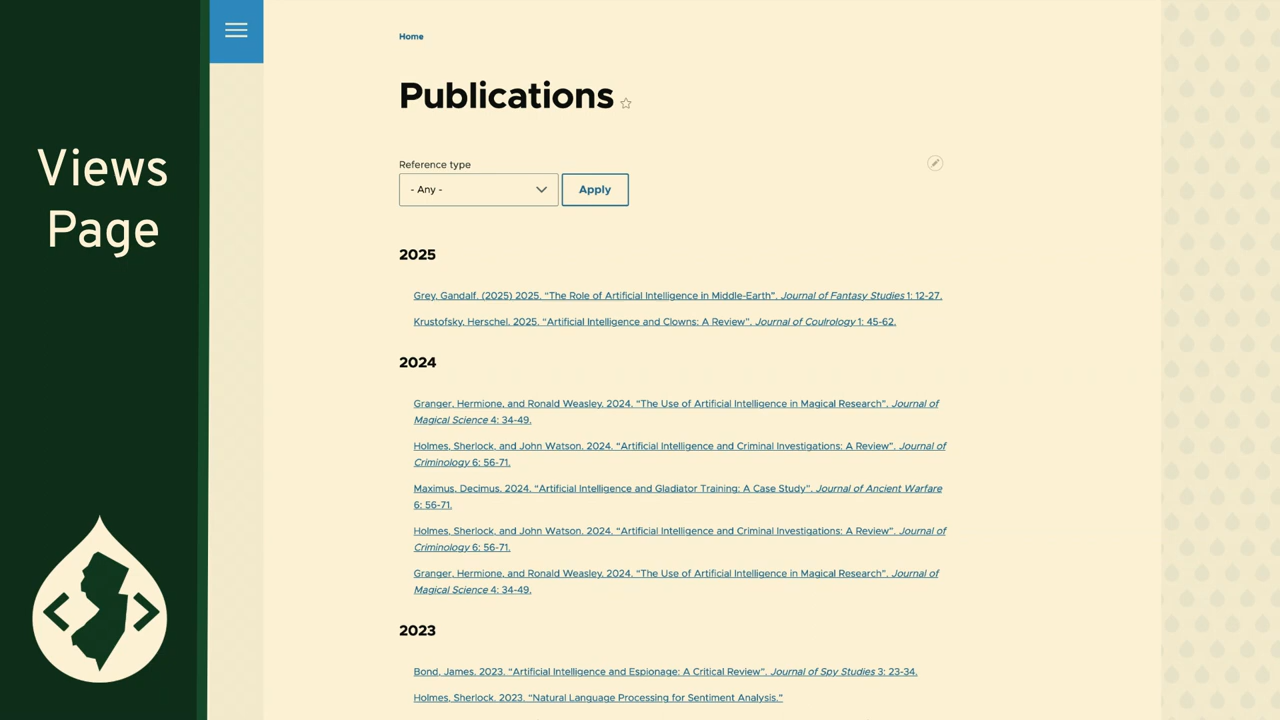 Views
Page
Home
Publications
Reference type
- Any -
Apply
2025
Grey, Gandalf. (2025) 2025. “The Role of Artificial Intelligence in Middle-Earth”. Journal of Fantasy Studies 1: 12-27.
Krustofsky, Herschel. 2025. “Artificial Intelligence and Clowns: A Review”. Journal of Coulrology 1: 45-62.
2024
Granger, Hermione, and Ronald Weasley. 2024. “The Use of Artificial Intelligence in Magical Research”. Journal of
Magical Science 4: 34-49.
Holmes, Sherlock, and John Watson. 2024. “Artificial Intelligence and Criminal Investigations: A Review”. Journal of
Criminology 6: 56-71.
Maximus, Decimus. 2024. “Artificial Intelligence and Gladiator Training: A Case Study”. Journal of Ancient Warfare
6: 56-71.
Holmes, Sherlock, and John Watson. 2024. “Artificial Intelligence and Criminal Investigations: A Review”. Journal of
Criminology 6: 56-71.
Granger, Hermione, and Ronald Weasley. 2024. “The Use of Artificial Intelligence in Magical Research”. Journal of
Magical Science 4: 34-49.
2023
Bond, James. 2023. “Artificial Intelligence and Espionage: A Critical Review”. Journal of Spy Studies 3: 23-34.
Holmes, Sherlock. 2023. “Natural Language Processing for Sentiment Analysis.”